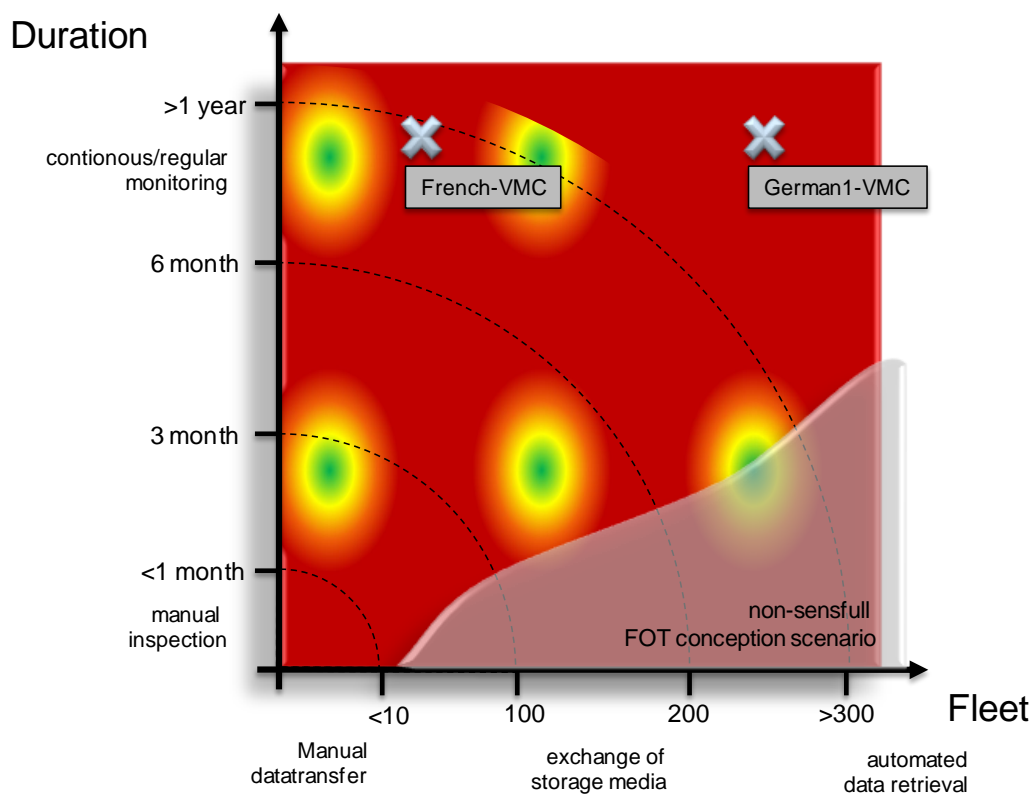 Duration
>1 year
contionous/regular
monitoring
French-VMC
German1-VMC
6 month
3 month
<1 month
manual
inspection
non-sensfull
FOT conception scenario
<10
100
200
>300
Fleet
Manual
datatransfer
exchange of
storage media
automated
data retrieval